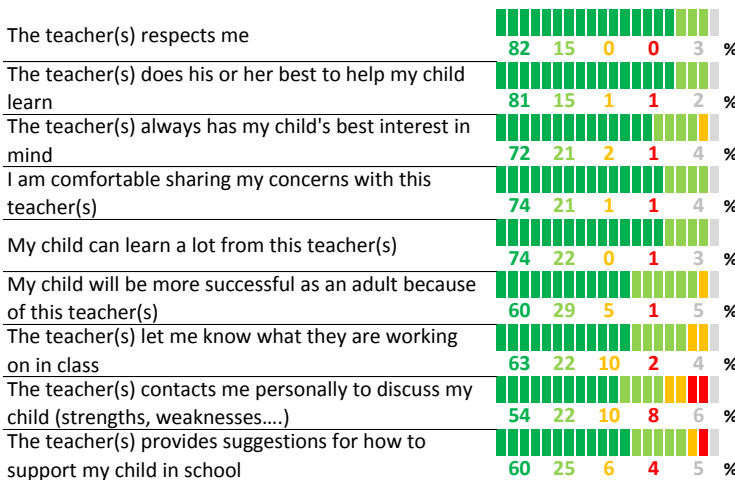 The teacher(s) respects me
82 15 0 0 3 %
The teacher(s) does his or her best to help my child
learn
81 15 1 1 2 %
The teacher(s) always has my child's best interest in
mind
72 21 2 1 4
I am comfortable sharing my concerns with this
teacher(s)
74 21 1 1 4 %
My child can learn a lot from this teacher(s)
74 22 0 1 3 %
My child will be more successful as an adult because
of this teacher(s)
60 29 5 1 5 %
The teacher(s) let me know what they are working
on in class
63 22 10 2 4 %
The teacher(s) contacts me personally to discuss my
child (strengths, weaknesses....)
54 22 10 8 6 %
The teacher(s) provides suggestions for how to
support my child in school
60 25 6 4 5 %